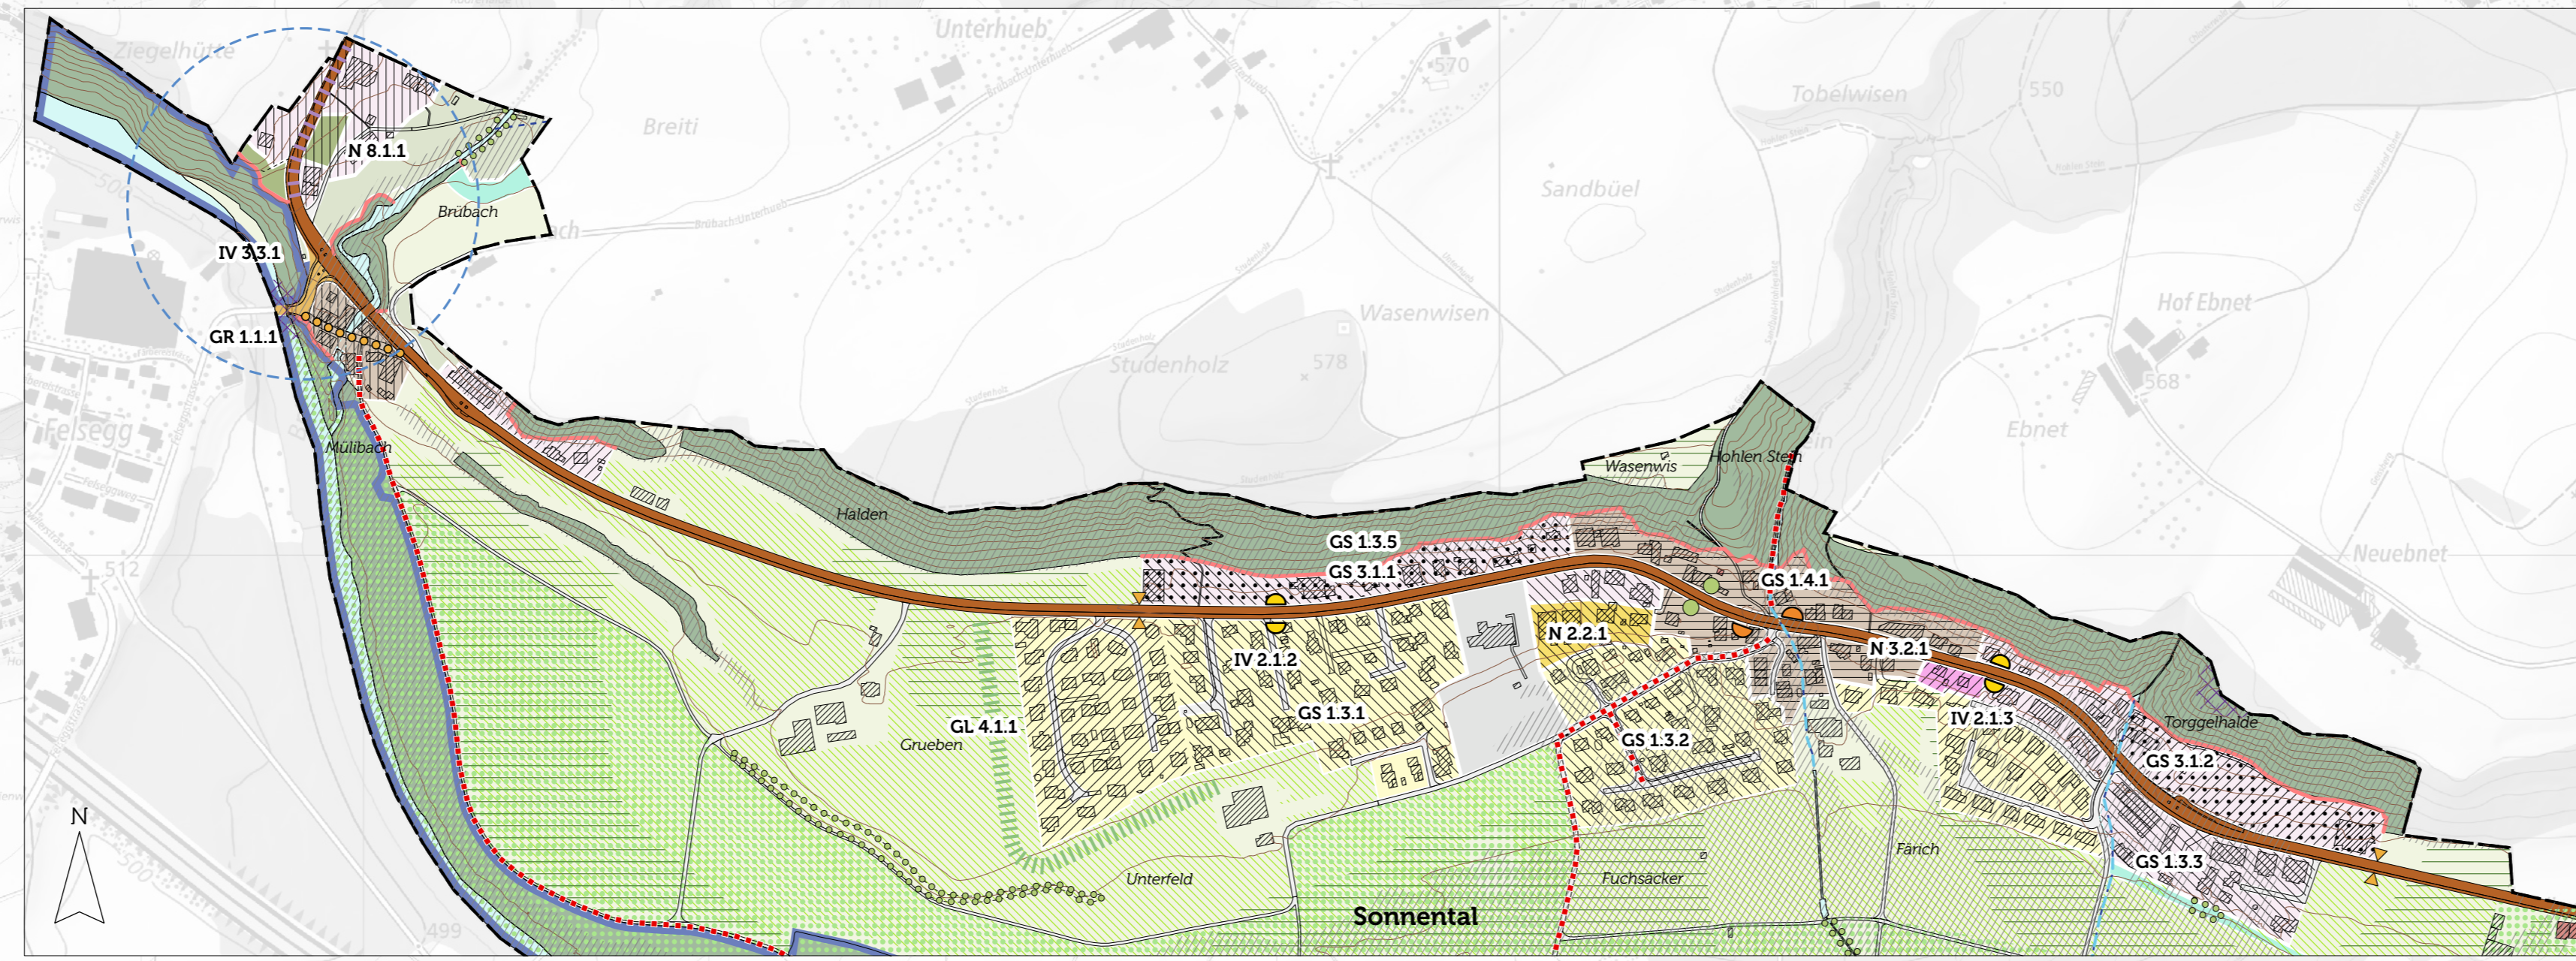 Ziegelhütte
Unterhueb
570
Tobelwisen
550
Breiti
N 8.1.1
Sandbüel
Brübach
Brübach-Unterhueb
IV 3.3.1
Hof Ebnet
Wasenwisen
GR 1.1.1
Studenholz
578
568
Neuebnet
Felsegg
Ebnet
Mülibach
Wasenwis
Hohlen Stein
Halden
GS 1.3.5
GS 3.1.1
GS 1.4.1
512
N 2.2.1
N 3.2.1
IV 2.1.2
GL 4.1.1
GS 1.3.1
IV 2.1.3
Torggelhalde
Grueben
GS 1.3.2
GS 3.1.2
N
Färich
GS 1.3.3
Unterfeld
Fuchsäcker
Sonnental
499